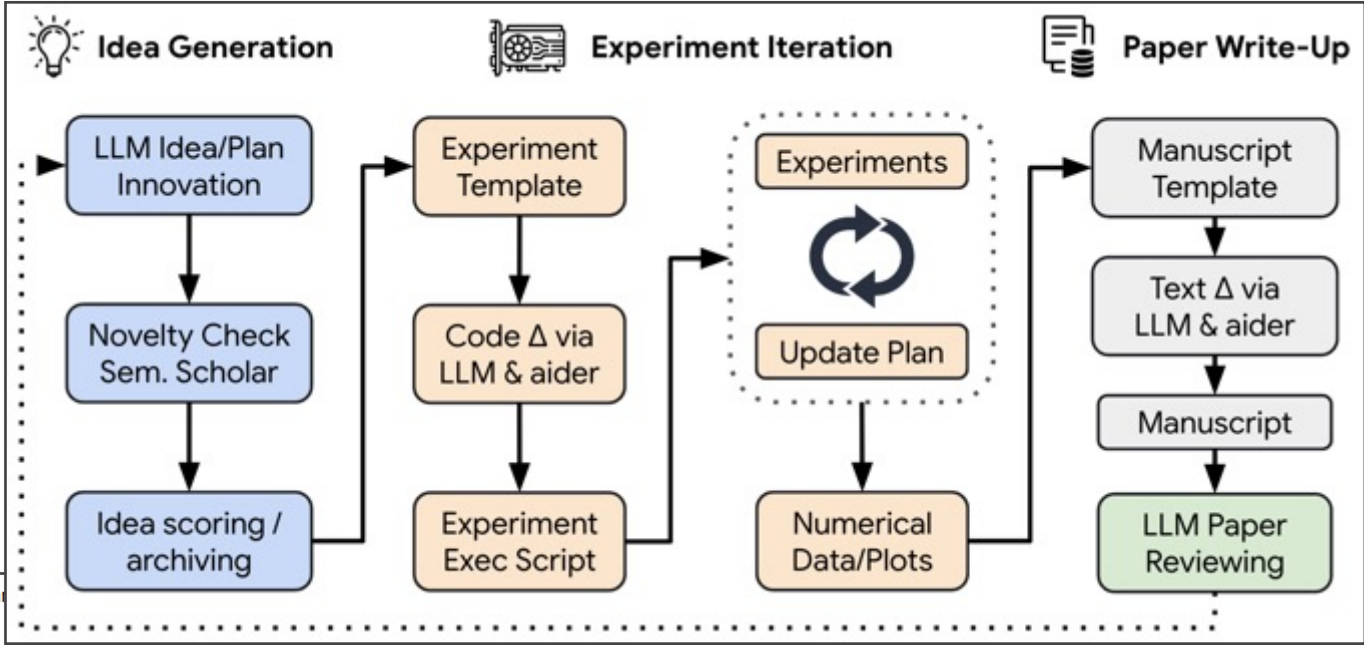 Idea Generation
Experiment Iteration
Paper Write-Up
LLM Idea/Plan
Innovation
Novelty Check
Sem. Scholar
Idea scoring /
archiving
Experiment
Template
Code Δ via
LLM & aider
Experiment
Exec Script
Experiments
Update Plan
Numerical
Data/Plots
Manuscript
Template
Text Δ via
LLM & aider
Manuscript
LLM Paper
Reviewing